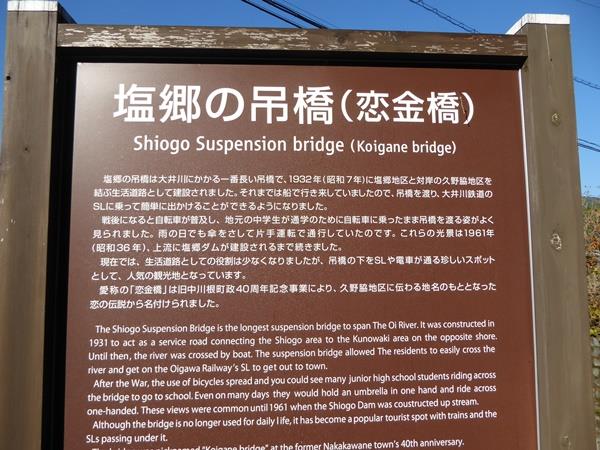 塩郷の吊橋(恋金橋)
Shiogo Suspension bridge (Koigane bridge)
塩郷の吊橋は大井川にかかる一番長い吊橋で、1932年(昭和7年)に塩郷地区と対岸の久野脇地区を
結ぶ生活道路として建設されました。それまでは船で行き来していましたので、吊橋を渡り、大井川鉄道の
SLに乗って簡単に出かけることができるようになりました。
戦後になると自転車が普及し、地元の中学生が通学のために自転車に乗ったまま吊橋を渡る姿がよく
見られました。雨の日でも傘をさして片手運転で通行していたのです。これらの光景は1961年
(昭和36年)、上流に塩郷ダムが建設されるまで続きました。
現在では、生活道路としての役割は少なくなりましたが、吊橋の下をSLや電車が通る珍しいスポット
として、人気の観光地となっています。
愛称の「恋金橋」は旧中川根町政40周年記念事業により、久野脇地区に伝わる地名のもととなった
恋の伝説から名付けられました。
The Shiogo Suspension Bridge is the longest suspension bridge to span The Oi River. It was constructed in
1931 to act as a service road connecting the Shiogo area to the Kunowaki area on the opposite shore.
Until then, the river was crossed by boat. The suspension bridge allowed The residents to easily cross the
river and get on the Oigawa Railway's SL to get out to town.
After the War, the use of bicycles spread and you could see many junior high school students riding across
the bridge to go to school. Even on many days they would hold an umbrella in one hand and ride across
one-handed. These views were common until 1961 when the Shiogo Dam was constructed up stream.
Although the bridge is no longer used for daily life, it has become a popular tourist spot with trains and the
SLs passing under it.
The bridge was nicknamed "Koigane bridge" at the former Nakakawane town's 40th anniversary.